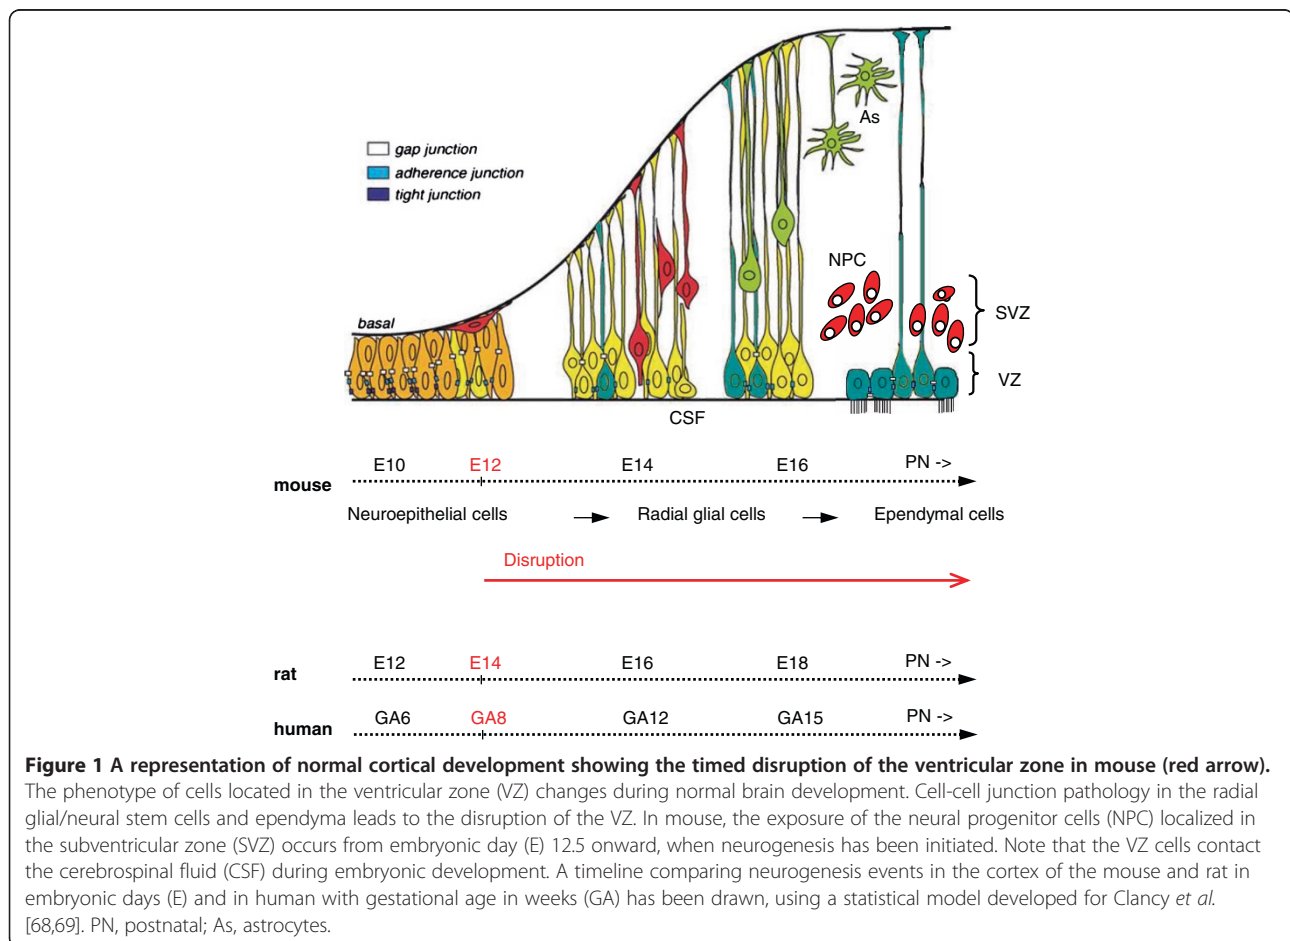 gap junction
adherence junction
tight junction
As
NPC
SVZ
basal
VZ
CSF
E10 E12 E14 E16 PN ->
mouse
Neuroepithelial cells Radial glial cells Ependymal cells
Disruption
E12 E14 E16 E18 PN ->
rat
GA6 GA8 GA12 GA15 PN ->
human
Figure 1 A representation of normal cortical development showing the timed disruption of the ventricular zone in mouse (red arrow).
The phenotype of cells located in the ventricular zone (VZ) changes during normal brain development. Cell-cell junction pathology in the radial
glial/neural stem cells and ependyma leads to the disruption of the VZ. In mouse, the exposure of the neural progenitor cells (NPC) localized in
the subventricular zone (SVZ) occurs from embryonic day (E) 12.5 onward, when neurogenesis has been initiated. Note that the VZ cells contact
the cerebrospinal fluid (CSF) during embryonic development. A timeline comparing neurogenesis events in the cortex of the mouse and rat in
embryonic days (E) and in human with gestational age in weeks (GA) has been drawn, using a statistical model developed for Clancy et al.
[68,69]. PN, postnatal; As, astrocytes.